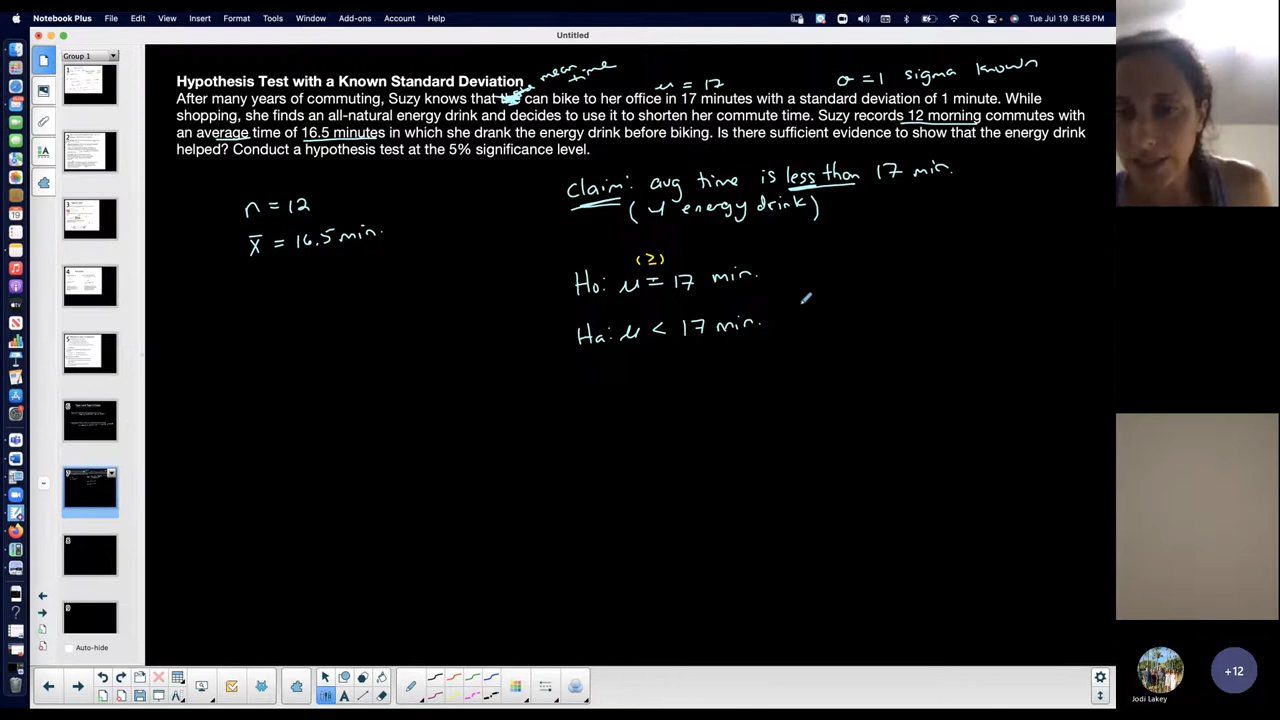 Notebook Plus File Edit View Insert Format Tools Window Add-ons Account Help Tue Jul 19 8:56 PM
Untitled
Group 1
Hypothesis Test with a Known Standard Deviation
mean time
μ = 17
σ = 1 sigma known
After many years of commuting, Suzy knows that can bike to her office in 17 minutes with a standard deviation of 1 minute. While
shopping, she finds an all-natural energy drink and decides to use it to shorten her commute time. Suzy records 12 morning commutes with
an average time of 16.5 minutes in which she drank the energy drink before biking. Is there sufficient evidence to show that the energy drink
helped? Conduct a hypothesis test at the 5% significance level.
Claim: avg time is less than 17 min.
energy drink)
n = 12
x̄ = 16.5 min.
(≥)
Ho: μ = 17 min.
Ha: μ < 17 min.
Auto-hide
Jodi Lakey
+12